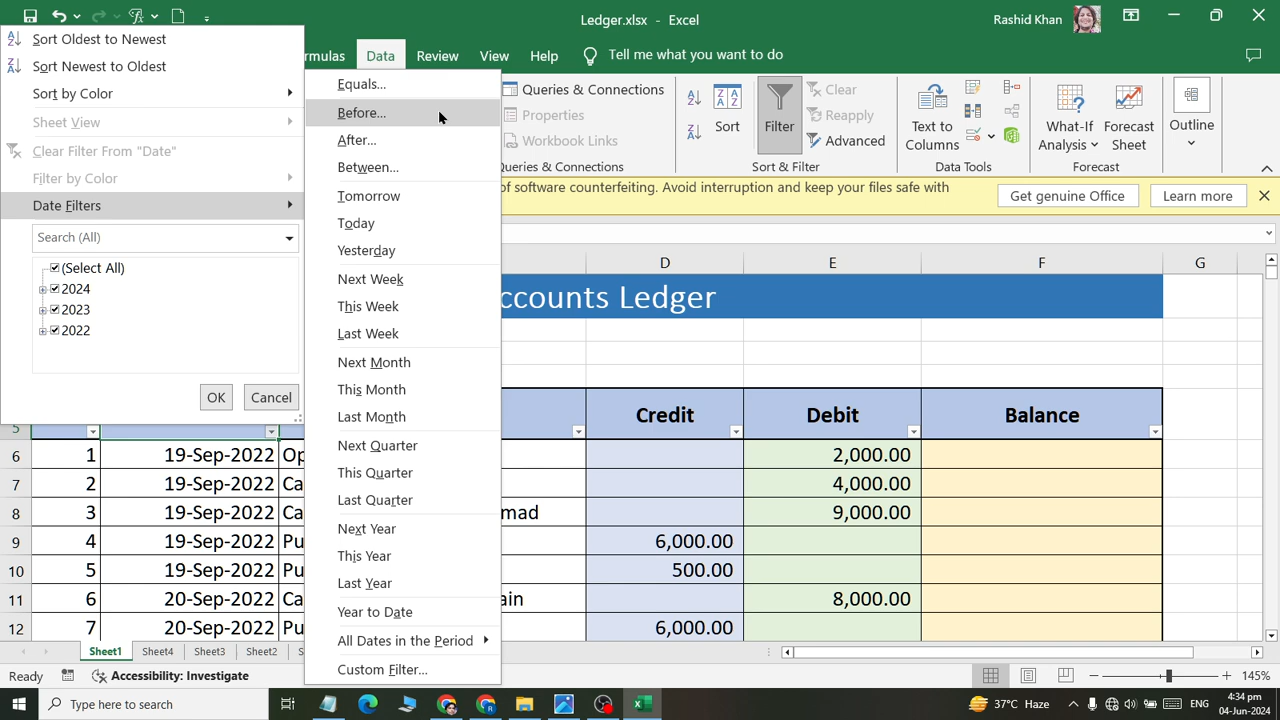 Ledger.xlsx - Excel
Rashid Khan
rmulas Data Review View Help Tell me what you want to do
Sort Oldest to Newest
Sort Newest to Oldest
Sort by Color
Sheet View
Clear Filter From "Date"
Filter by Color
Date Filters
Search (All)
(Select All)
2024
2023
2022
OK Cancel
Equals...
Before...
After...
Between...
Tomorrow
Today
Yesterday
Next Week
This Week
Last Week
Next Month
This Month
Last Month
Next Quarter
This Quarter
Last Quarter
Next Year
This Year
Last Year
Year to Date
All Dates in the Period
Custom Filter...
Queries & Connections
Properties
Workbook Links
Queries & Connections
Sort
Filter
Clear
Reapply
Advanced
Sort & Filter
Text to
Columns
Data Tools
What-If
Analysis
Forecast
Sheet
Forecast
Outline
of software counterfeiting. Avoid interruption and keep your files safe with
Get genuine Office Learn more
D E F G
ccounts Ledger
5 Credit Debit Balance
6 1 19-Sep-2022 Op 2,000.00
7 2 19-Sep-2022 Ca 4,000.00
8 3 19-Sep-2022 Ca mad 9,000.00
9 4 19-Sep-2022 Pu 6,000.00
10 5 19-Sep-2022 Pu 500.00
11 6 20-Sep-2022 Ca ain 8,000.00
12 7 20-Sep-2022 Pu 6,000.00
Sheet1 Sheet4 Sheet3 Sheet2 S
Ready Accessibility: Investigate 145%
Type here to search
37°C Haze ENG
4:34 pm
04-Jun-2024